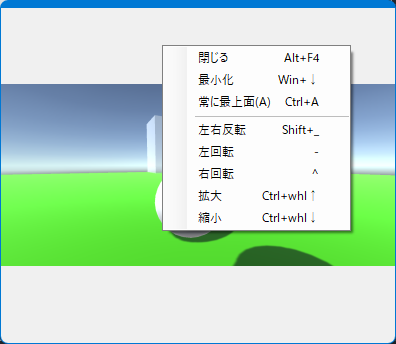 閉じる Alt+F4
最小化 Win+↓
常に最上面(A) Ctrl+A
左右反転 Shift+_
左回転 -
右回転 ^
拡大 Ctrl+whl↑
縮小 Ctrl+whl↓